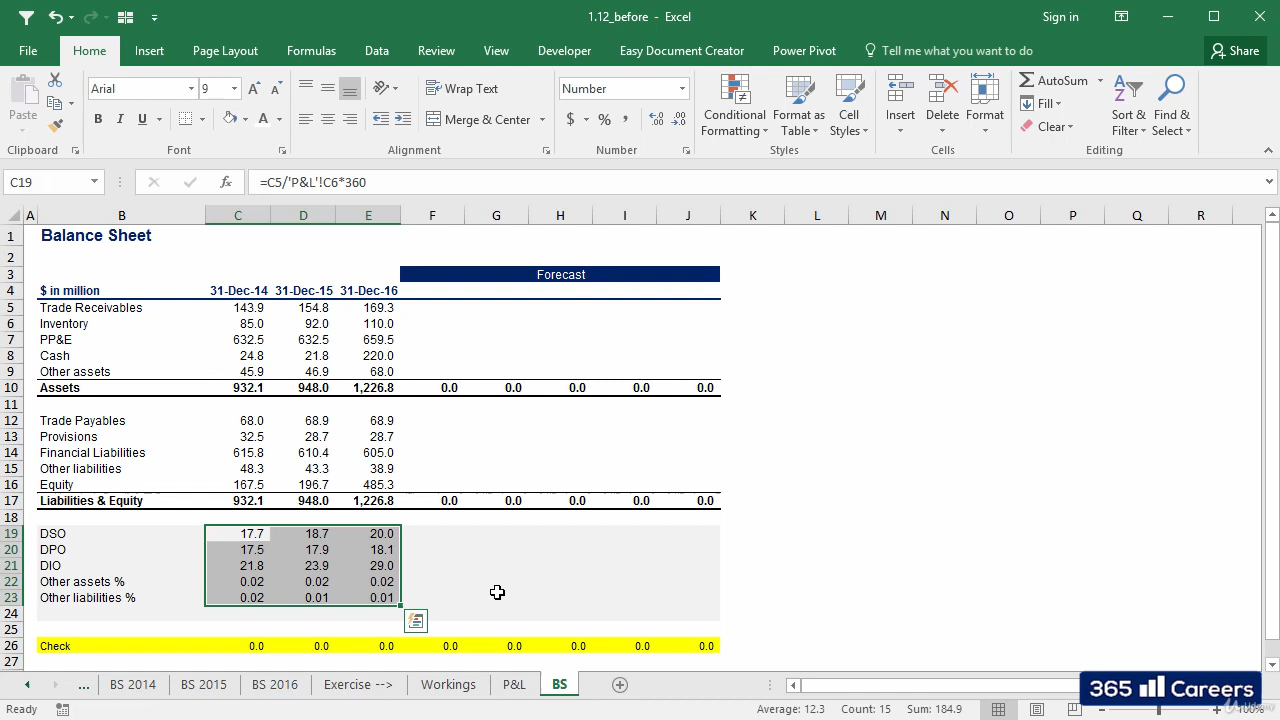 1.12_before - Excel
Sign in
File Home Insert Page Layout Formulas Data Review View Developer Easy Document Creator Power Pivot Tell me what you want to do Share
Paste
Arial 9
Wrap Text
Merge & Center
Number
Conditional Formatting
Format as Table
Cell Styles
Insert Delete Format
AutoSum
Fill
Clear
Sort & Filter
Find & Select
Clipboard Font Alignment Number Styles Cells Editing
C19 fx =C5/'P&L'!C6*360
A B C D E F G H I J K L M N O P Q R
1 Balance Sheet
2
3 Forecast
4 $ in million 31-Dec-14 31-Dec-15 31-Dec-16
5 Trade Receivables 143.9 154.8 169.3
6 Inventory 85.0 92.0 110.0
7 PP&E 632.5 632.5 659.5
8 Cash 24.8 21.8 220.0
9 Other assets 45.9 46.9 68.0
10 Assets 932.1 948.0 1,226.8 0.0 0.0 0.0 0.0 0.0
11
12 Trade Payables 68.0 68.9 68.9
13 Provisions 32.5 28.7 28.7
14 Financial Liabilities 615.8 610.4 605.0
15 Other liabilities 48.3 43.3 38.9
16 Equity 167.5 196.7 485.3
17 Liabilities & Equity 932.1 948.0 1,226.8 0.0 0.0 0.0 0.0 0.0
18
19 DSO 17.7 18.7 20.0
20 DPO 17.5 17.9 18.1
21 DIO 21.8 23.9 29.0
22 Other assets % 0.02 0.02 0.02
23 Other liabilities % 0.02 0.01 0.01
24
25
26 Check 0.0 0.0 0.0 0.0 0.0 0.0 0.0 0.0
27
... BS 2014 BS 2015 BS 2016 Exercise --> Workings P&L BS
365 Careers
Ready Average: 12.3 Count: 15 Sum: 184.9 100%